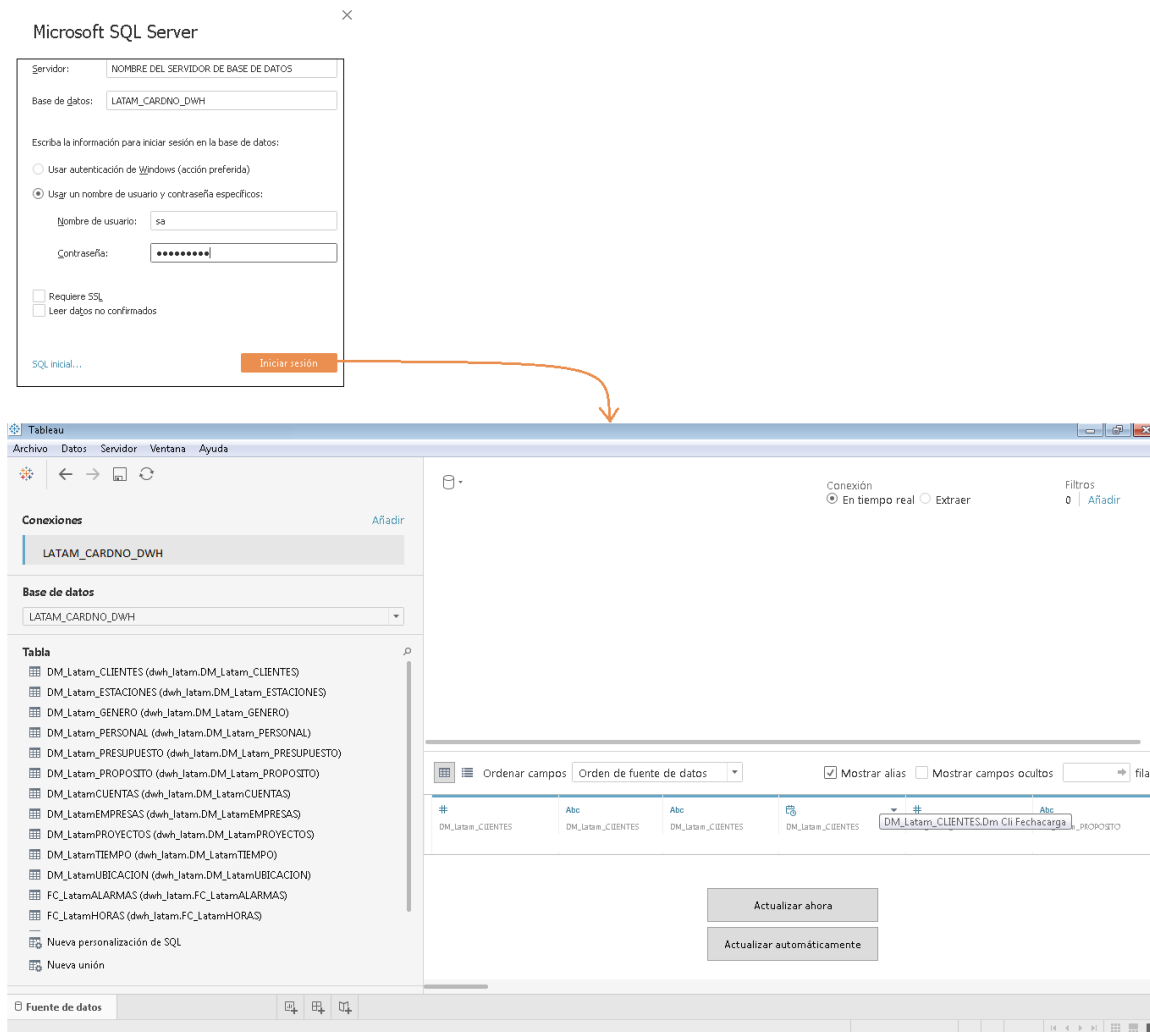 Microsoft SQL Server
Servidor: NOMBRE DEL SERVIDOR DE BASE DE DATOS
Base de datos: LATAM_CARDNO_DWH
Escriba la información para iniciar sesión en la base de datos:
Usar autenticación de Windows (acción preferida)
Usar un nombre de usuario y contraseña específicos:
Nombre de usuario: sa
Contraseña: •••••••••
Requiere SSL
Leer datos no confirmados
SQL inicial... Iniciar sesión
Tableau
Archivo Datos Servidor Ventana Ayuda
Conexión Filtros
En tiempo real Extraer 0 Añadir
Conexiones Añadir
LATAM_CARDNO_DWH
Base de datos
LATAM_CARDNO_DWH
Tabla
DM_Latam_CLIENTES (dwh_latam.DM_Latam_CLIENTES)
DM_Latam_ESTACIONES (dwh_latam.DM_Latam_ESTACIONES)
DM_Latam_GENERO (dwh_latam.DM_Latam_GENERO)
DM_Latam_PERSONAL (dwh_latam.DM_Latam_PERSONAL)
DM_Latam_PRESUPUESTO (dwh_latam.DM_Latam_PRESUPUESTO)
DM_Latam_PROPOSITO (dwh_latam.DM_Latam_PROPOSITO)
DM_LatamCUENTAS (dwh_latam.DM_LatamCUENTAS)
DM_LatamEMPRESAS (dwh_latam.DM_LatamEMPRESAS)
DM_LatamPROYECTOS (dwh_latam.DM_LatamPROYECTOS)
DM_LatamTIEMPO (dwh_latam.DM_LatamTIEMPO)
DM_LatamUBICACION (dwh_latam.DM_LatamUBICACION)
FC_LatamALARMAS (dwh_latam.FC_LatamALARMAS)
FC_LatamHORAS (dwh_latam.FC_LatamHORAS)
Nueva personalización de SQL
Nueva unión
Ordenar campos Orden de fuente de datos Mostrar alias Mostrar campos ocultos fila
# Abc Abc # Abc
DM_Latam_CLIENTES DM_Latam_CLIENTES DM_Latam_CLIENTES DM_Latam_CLIENTES DM_Latam_CLIENTES.Dm Cli Fechacarga m_PROPOSITO
Actualizar ahora
Actualizar automáticamente
Fuente de datos